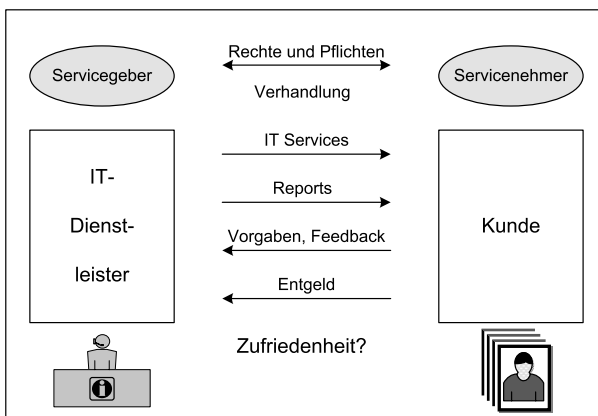 Servicegeber
Rechte und Pflichten
Servicenehmer
Verhandlung
IT Services
IT-
Reports
Dienst-
Vorgaben, Feedback
Kunde
leister
Entgeld
Zufriedenheit?
i